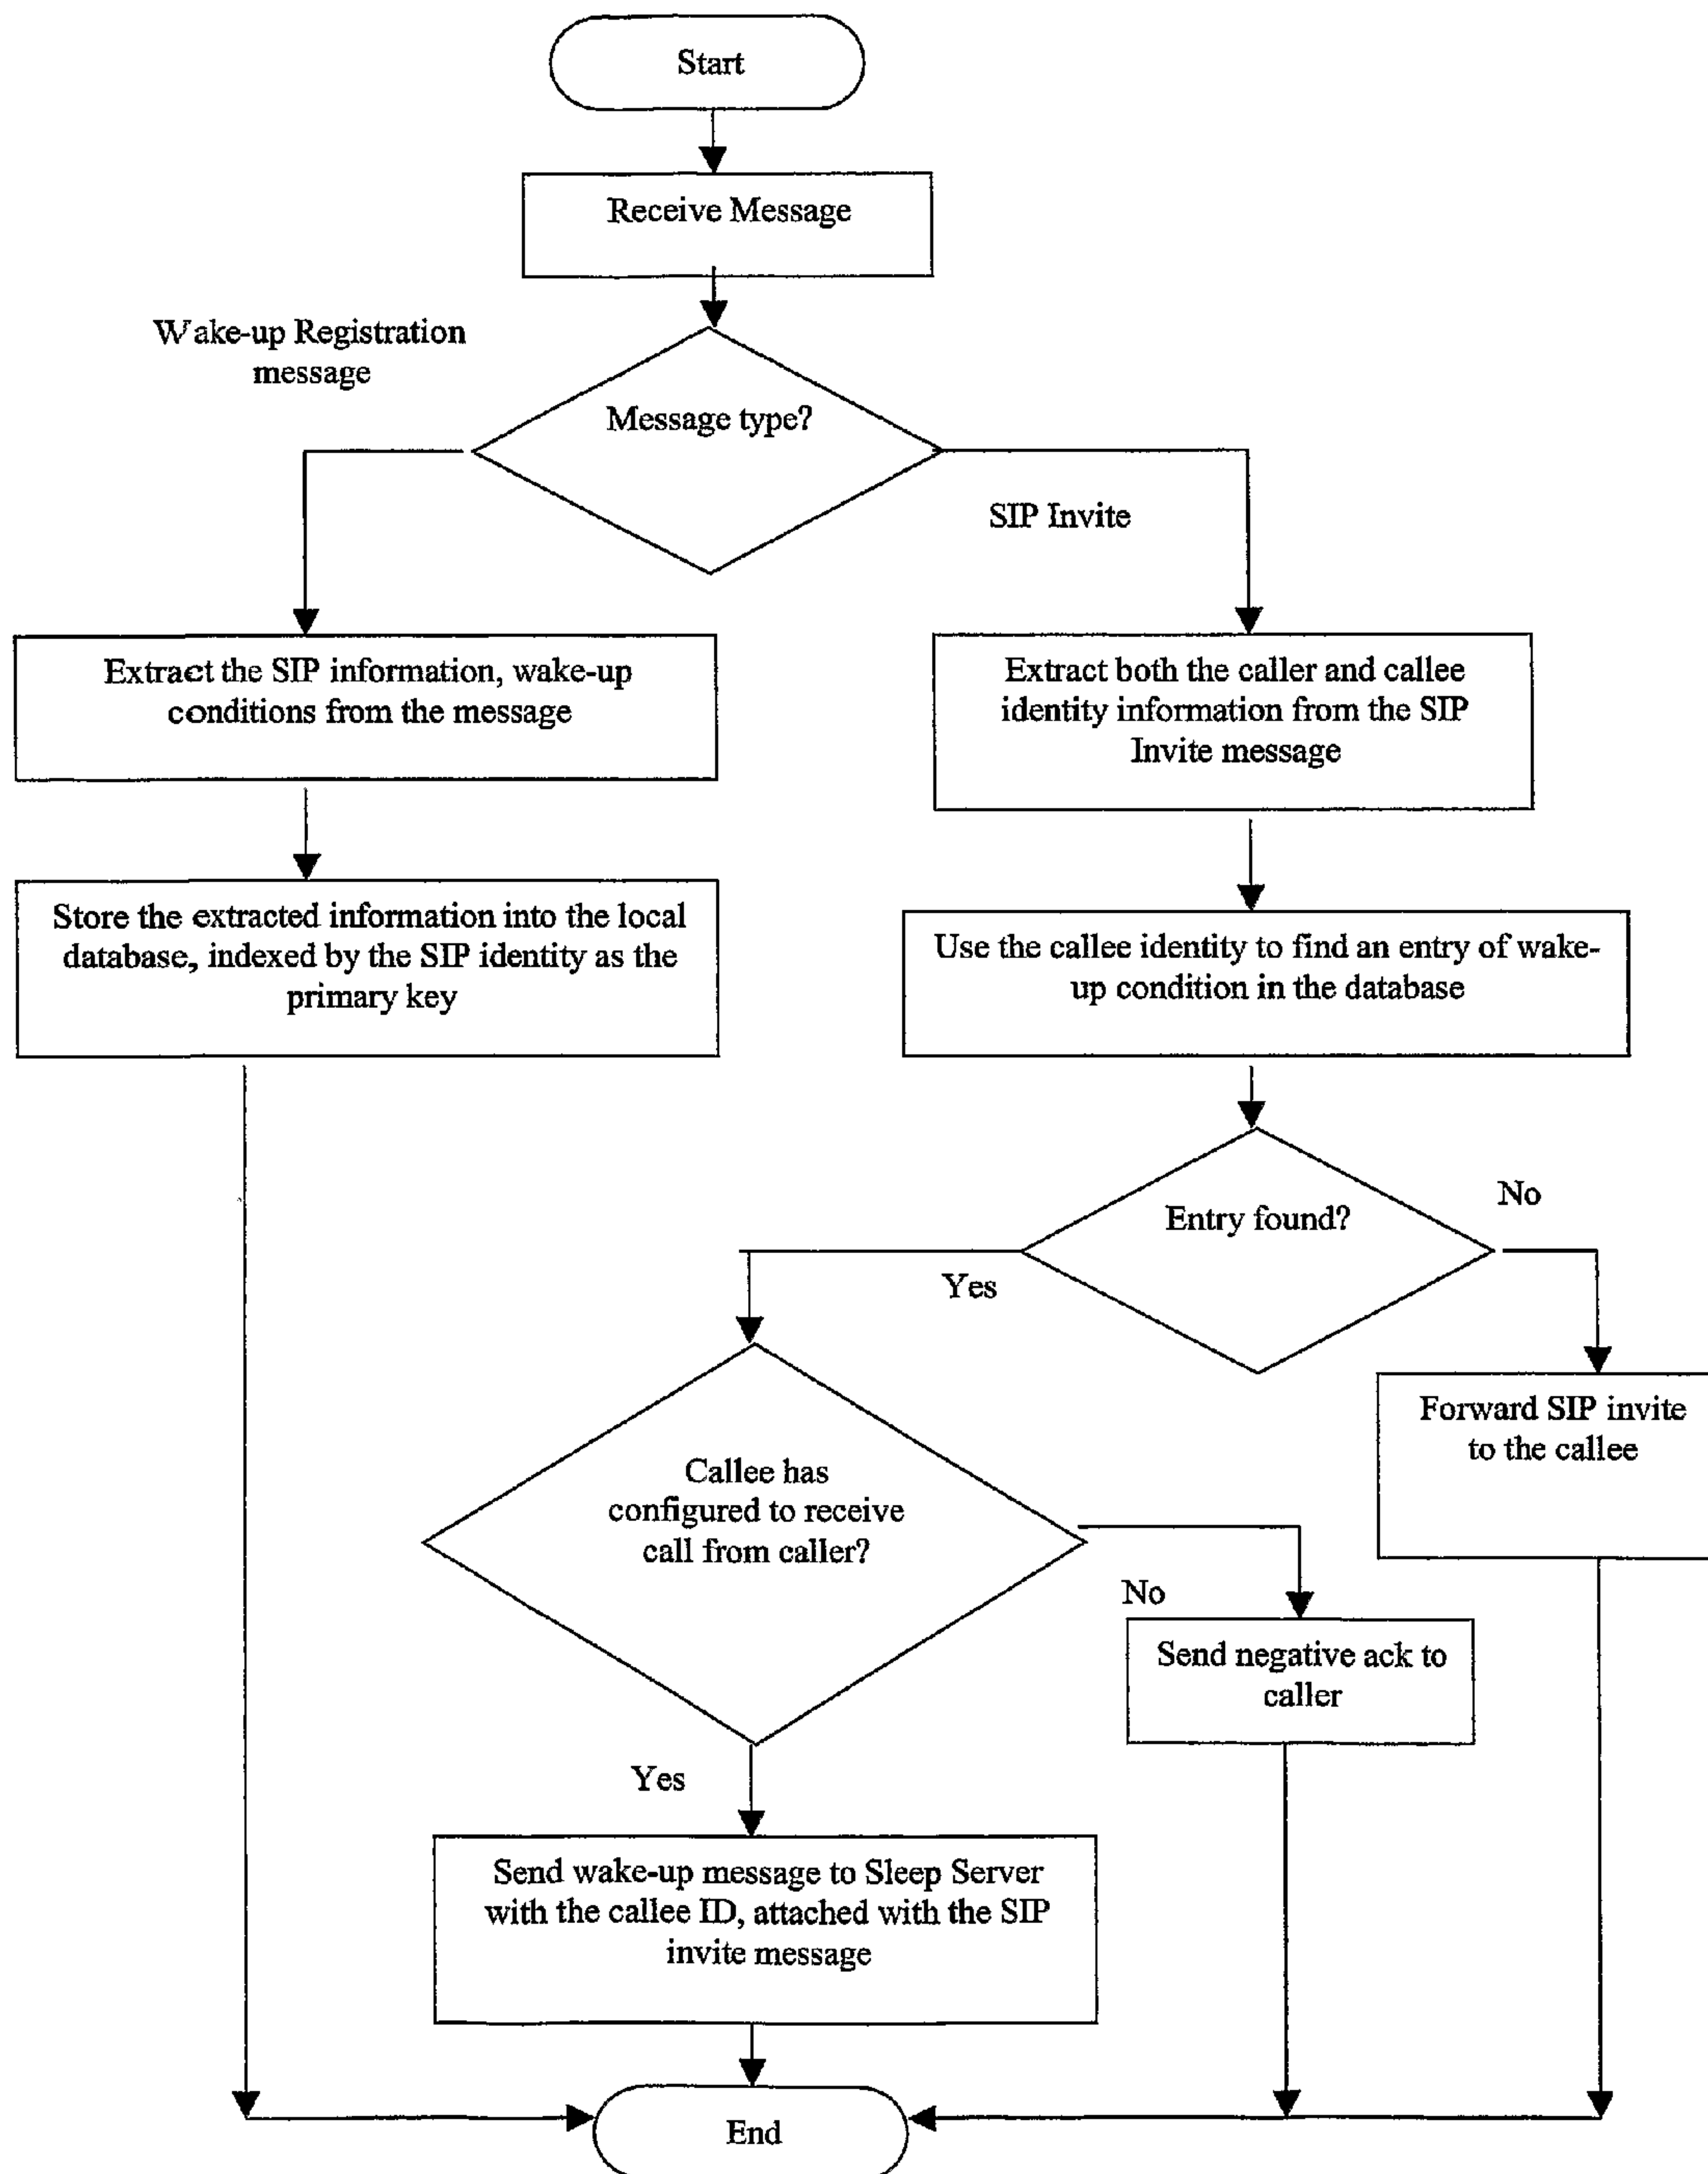 Start
Receive Message
Wake-up Registration
message
Message type?
SIP Invite
Extract the SIP information, wake-up
conditions from the message
Extract both the caller and callee
identity information from the SIP
Invite message
Store the extracted information into the local
database, indexed by the SIP identity as the
primary key
Use the callee identity to find an entry of wake-
up condition in the database
Entry found?
No
Yes
Forward SIP invite
to the callee
Callee has
configured to receive
call from caller?
No
Send negative ack to
caller
Yes
Send wake-up message to Sleep Server
with the callee ID, attached with the SIP
invite message
End